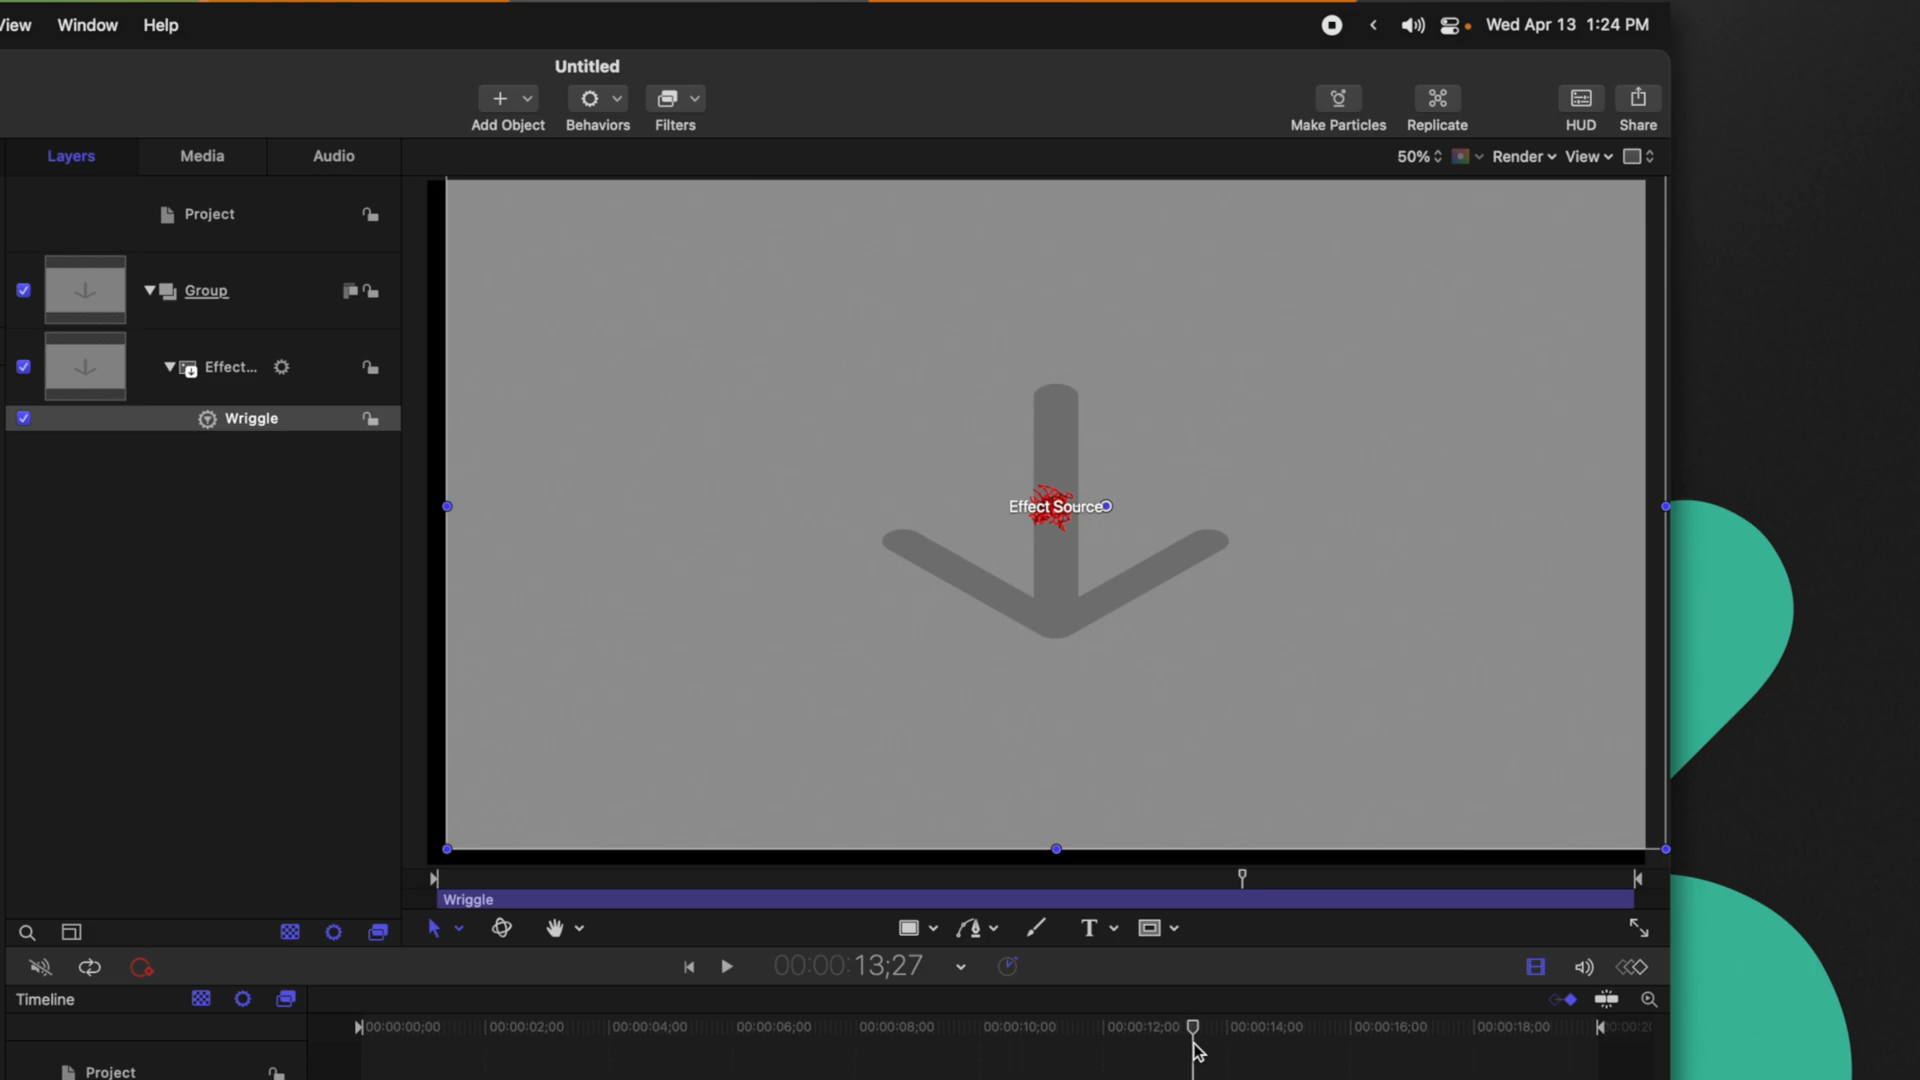 View Window Help
Wed Apr 13 1:24 PM
Untitled
Add Object Behaviors Filters
Make Particles Replicate HUD Share
Layers Media Audio
50% Render View
Project
Group
Effect...
Wriggle
Effect Source
Wriggle
T
00:00:13;27
Timeline
00:00:00;00 00:00:02;00 00:00:04;00 00:00:06;00 00:00:08;00 00:00:10;00 00:00:12;00 00:00:14;00 00:00:16;00 00:00:18;00
Project